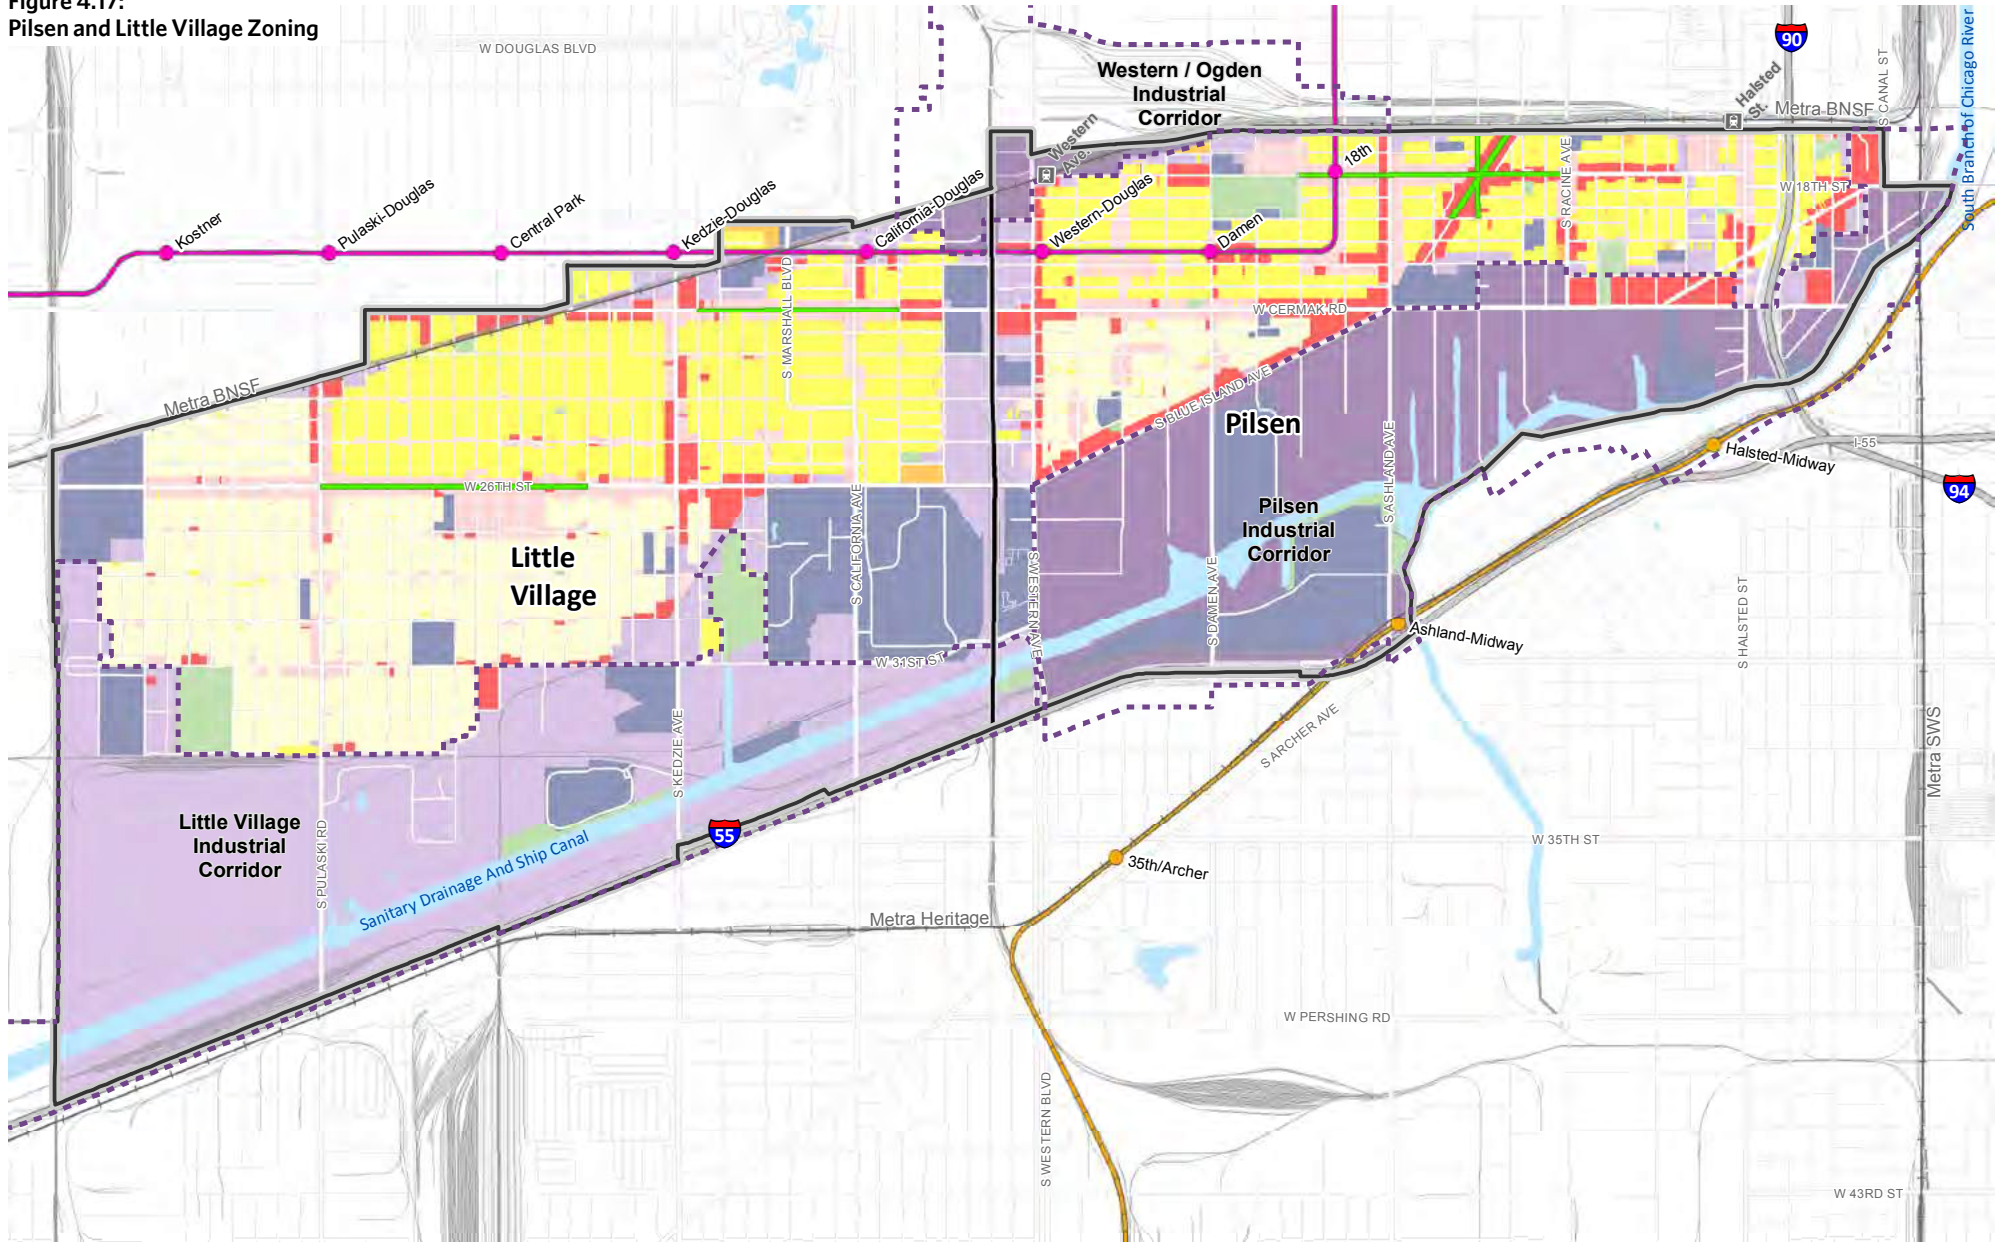 Figure 4.17:
Pilsen and Little Village Zoning
W DOUGLAS BLVD
Western / Ogden
Industrial
Corridor
90
Halsted
St.
Metra BNSF
S CANAL ST
South Branch of Chicago River
Western
Ave.
18th
S RACINE AVE
W 18TH ST
Kostner
Pulaski-Douglas
Central Park
Kedzie-Douglas
California-Douglas
Western-Douglas
Damen
S MARSHALL BLVD
W CERMAK RD
Metra BNSF
S BLUE ISLAND AVE
Pilsen
S ASHLAND AVE
Halsted-Midway
I-55
94
W 26TH ST
S CALIFORNIA AVE
Pilsen
Industrial
Corridor
Little
Village
S WESTERN AVE
S DAMEN AVE
S HALSTED ST
Ashland-Midway
W 31ST ST
S KEDZIE AVE
S ARCHER AVE
Metra SWS
Little Village
Industrial
Corridor
S PULASKI RD
55
Sanitary Drainage And Ship Canal
W 35TH ST
35th/Archer
Metra Heritage
W PERSHING RD
S WESTERN BLVD
W 43RD ST